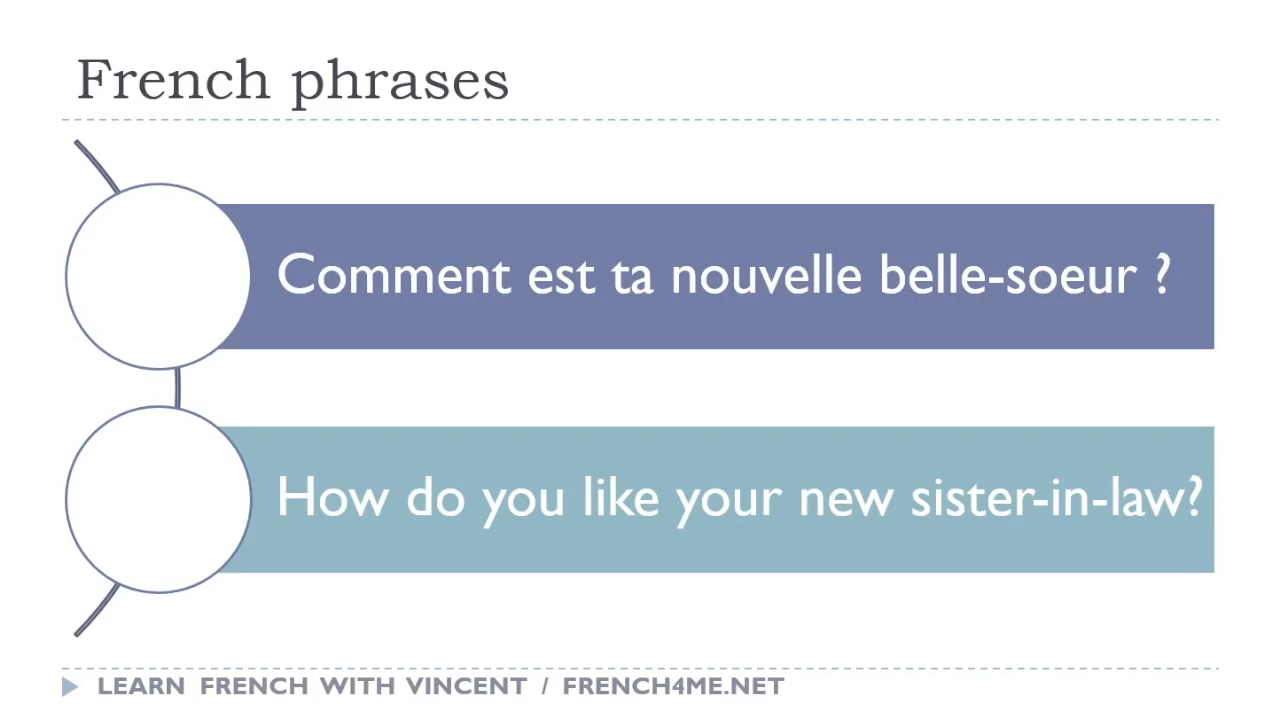 French phrases
Comment est ta nouvelle belle-soeur ?
How do you like your new sister-in-law?
LEARN FRENCH WITH VINCENT / FRENCH4ME.NET